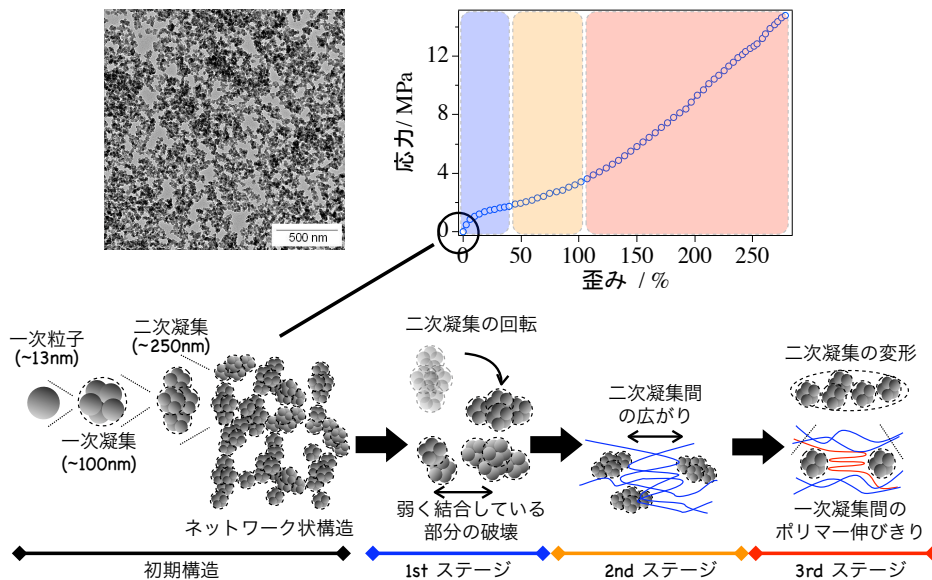 500 nm
応力/ MPa
12
8
4
0
0
50
100
150
200
250
歪み / %
一次粒子
(~13nm)
二次凝集
(~250nm)
一次凝集
(~100nm)
ネットワーク状構造
初期構造
二次凝集の回転
弱く結合している
部分の破壊
1st ステージ
二次凝集間
の広がり
2nd ステージ
二次凝集の変形
一次凝集間の
ポリマー伸びきり
3rd ステージ